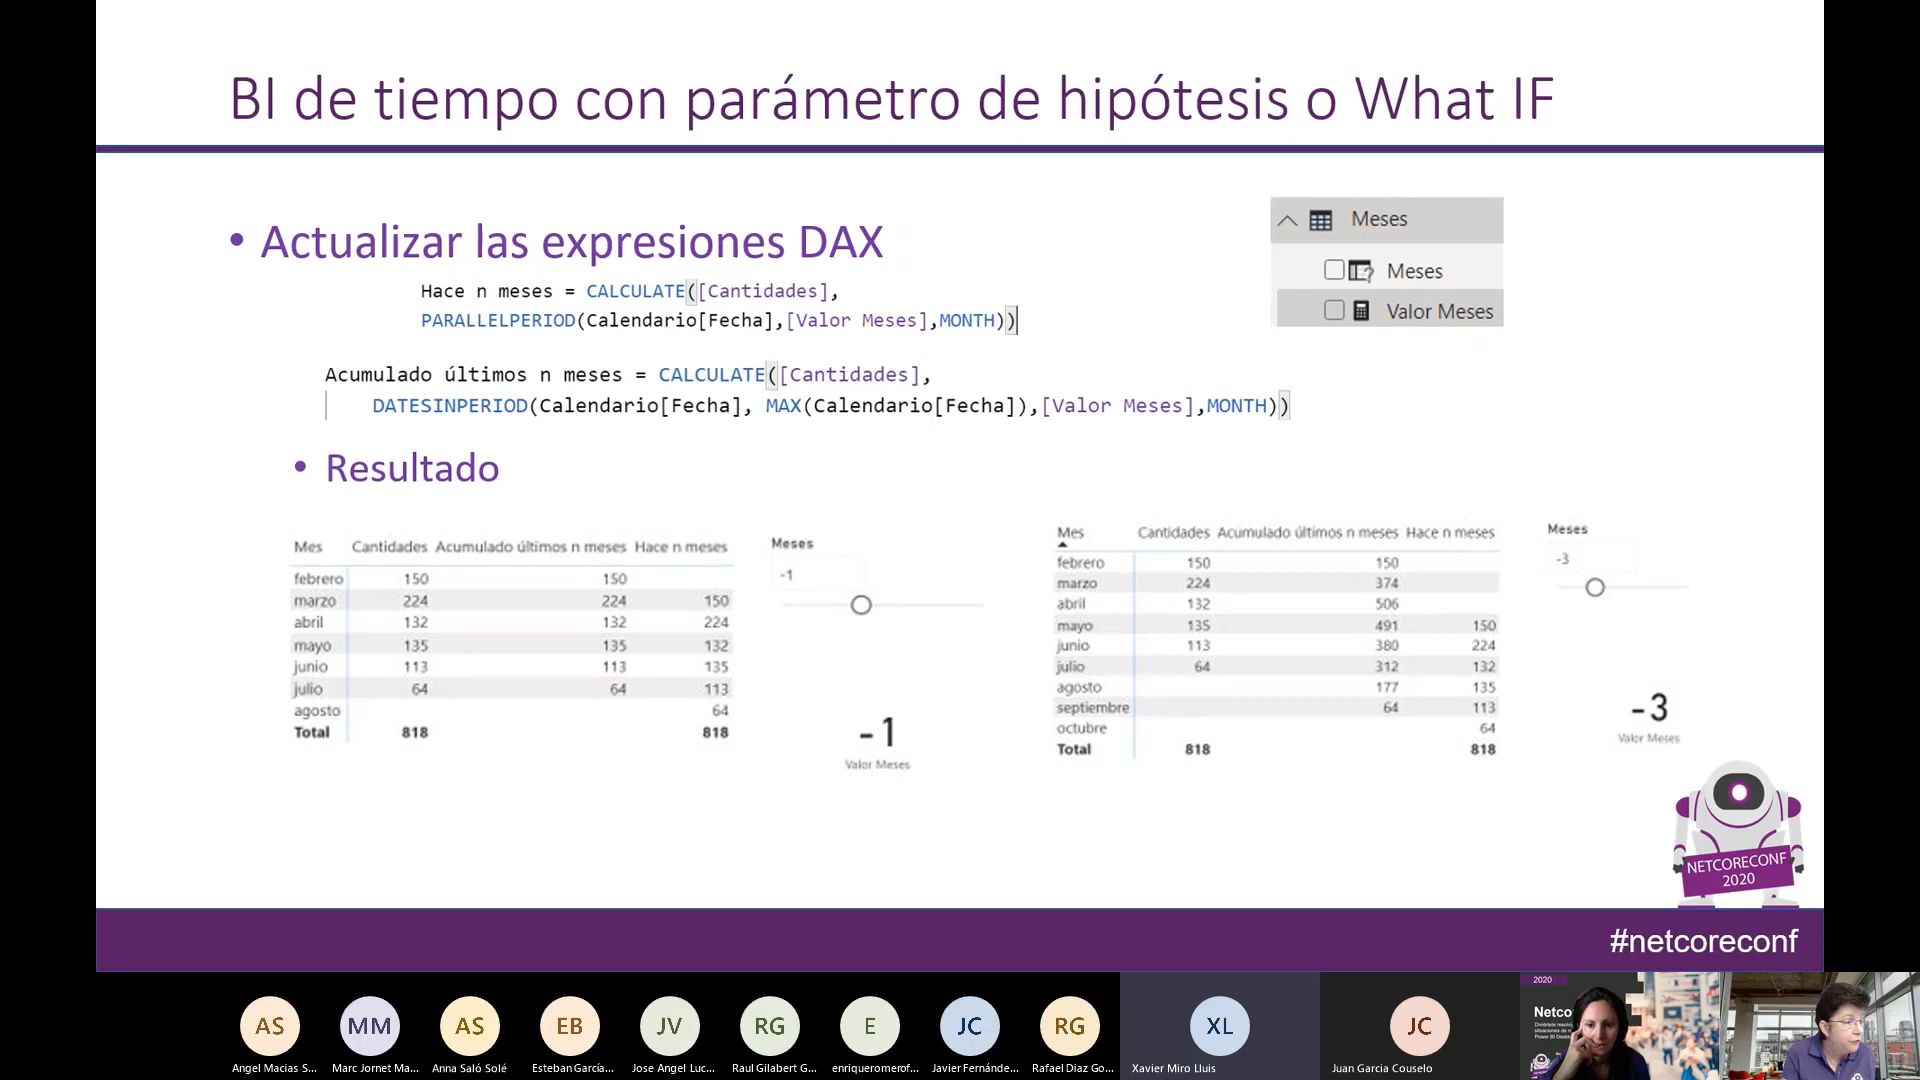 BI de tiempo con parámetro de hipótesis o What IF
• Actualizar las expresiones DAX
Hace n meses = CALCULATE([Cantidades],
PARALLELPERIOD(Calendario[Fecha],[Valor Meses],MONTH))
Acumulado últimos n meses = CALCULATE([Cantidades],
DATESINPERIOD(Calendario[Fecha], MAX(Calendario[Fecha]),[Valor Meses],MONTH))
Meses
Meses
Valor Meses
• Resultado
Mes Cantidades Acumulado últimos n meses Hace n meses
febrero 150 150
marzo 224 224 150
abril 132 132 224
mayo 135 135 132
junio 113 113 135
julio 64 64 113
agosto 64
Total 818 818
Meses
-1
-1
Valor Meses
Mes Cantidades Acumulado últimos n meses Hace n meses
febrero 150 150
marzo 224 374
abril 132 506
mayo 135 491 150
junio 113 380 224
julio 64 312 132
agosto 177 135
septiembre 64 113
octubre 64
Total 818 818
Meses
-3
-3
Valor Meses
NETCORECONF
2020
#netcoreconf
AS MM AS EB JV RG E JC RG XL JC
Angel Macias S... Marc Jornet Ma... Anna Saló Solé Esteban García... Jose Angel Luc... Raul Gilabert G... enriqueromerof... Javier Fernánde... Rafael Diaz Go... Xavier Miro Lluis Juan Garcia Couselo
2020
Netco